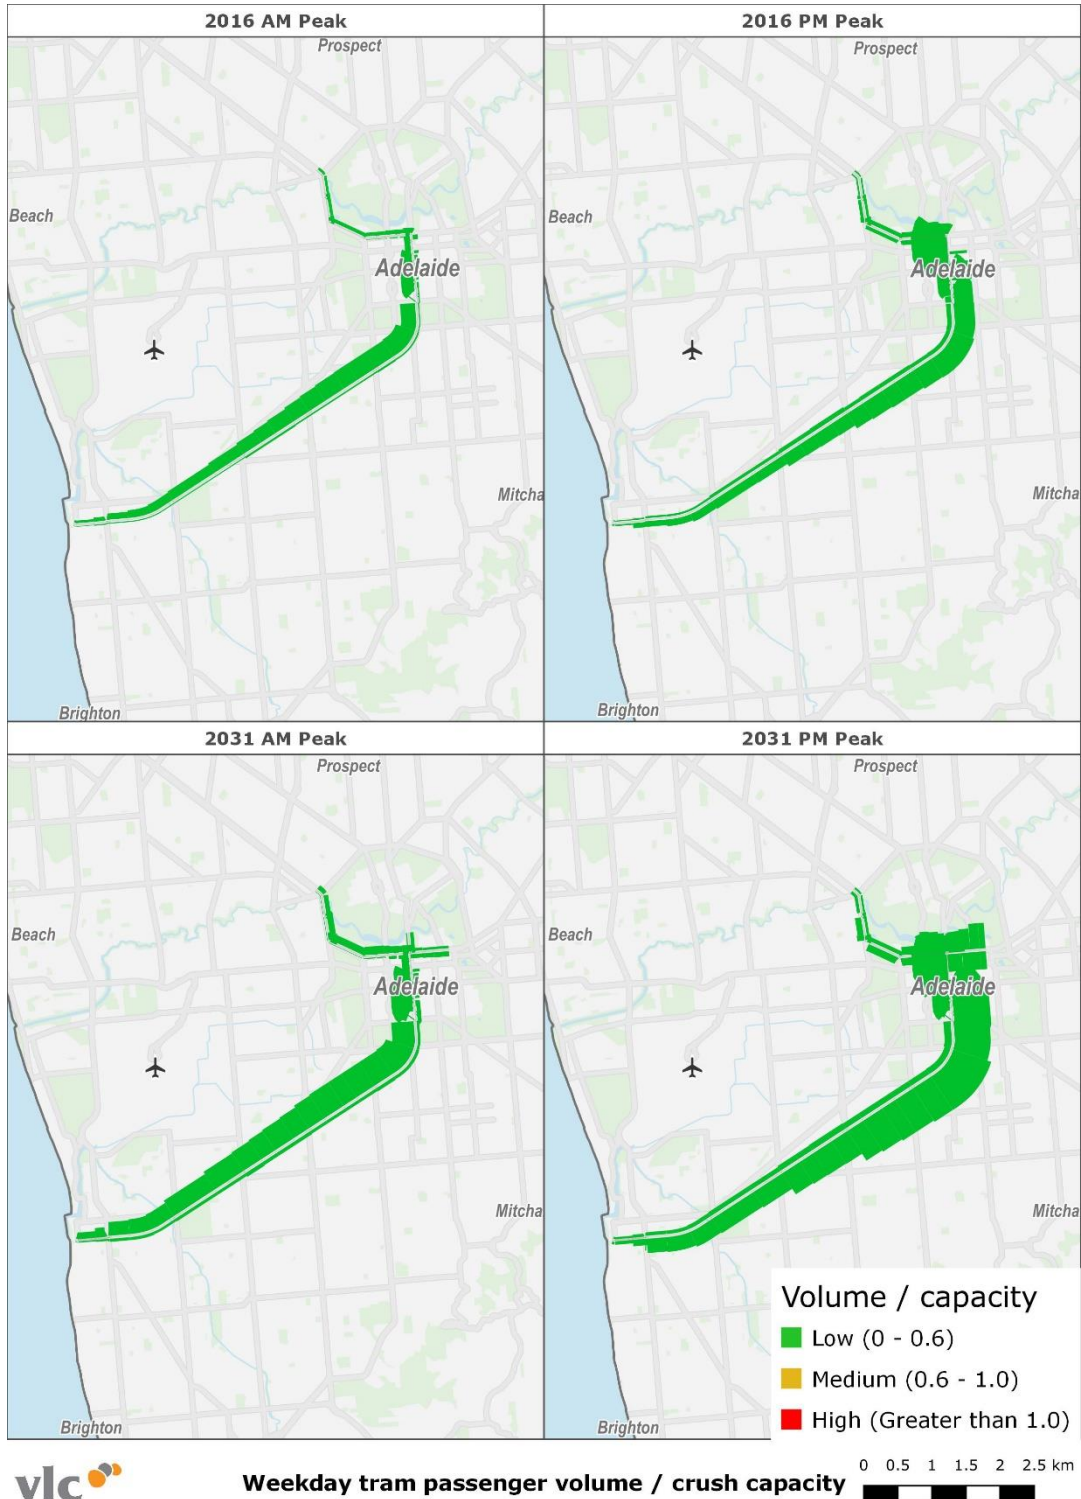 2016 AM Peak
2016 PM Peak
Prospect
Prospect
Beach
Beach
Adelaide
Adelaide
Mitcha
Mitcha
Brighton
Brighton
2031 AM Peak
2031 PM Peak
Prospect
Prospect
Beach
Beach
Adelaide
Adelaide
Mitcha
Mitcha
Volume / capacity
Low (0 - 0.6)
Medium (0.6 - 1.0)
High (Greater than 1.0)
Brighton
Brighton
vlc
Weekday tram passenger volume / crush capacity
0 0.5 1 1.5 2 2.5 km